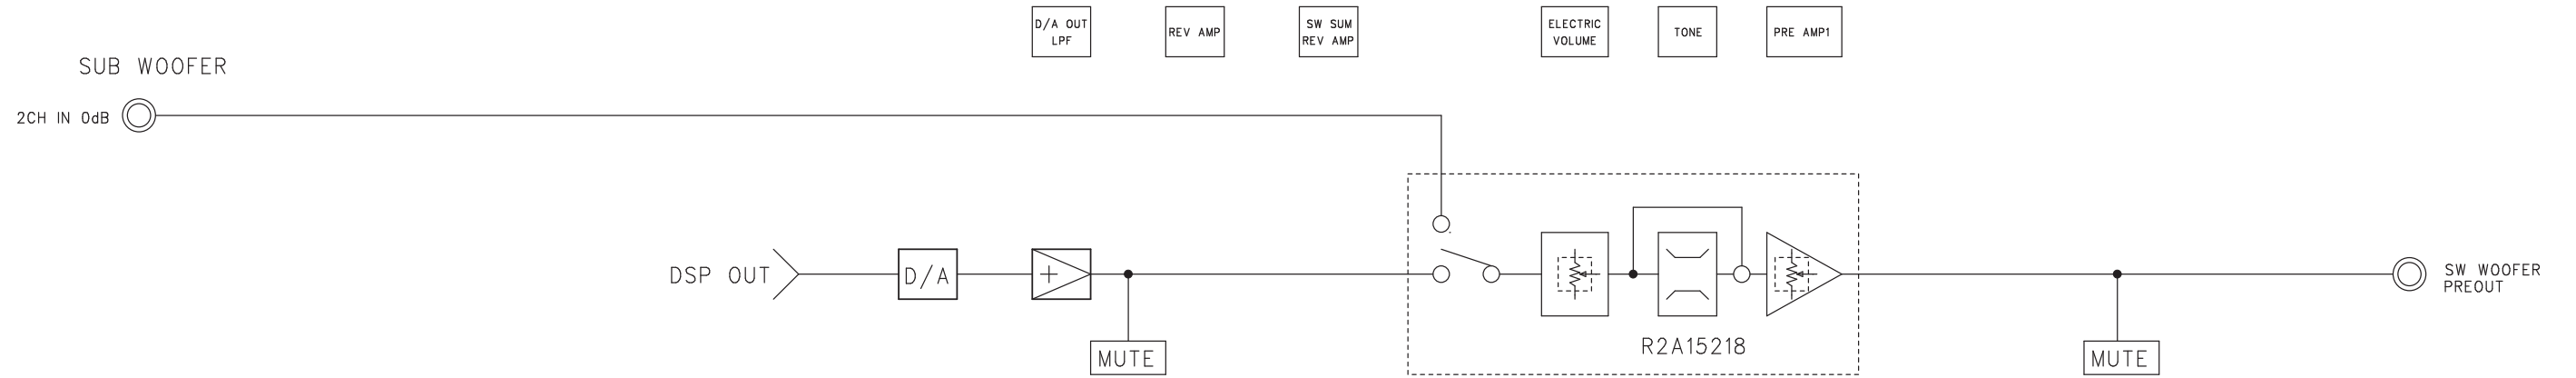 D/A OUT
LPF
REV AMP
SW SUM
REV AMP
ELECTRIC
VOLUME
TONE
PRE AMP1
SUB WOOFER
2CH IN 0dB
DSP OUT
D/A
+
MUTE
R2A15218
MUTE
SW WOOFER
PREOUT